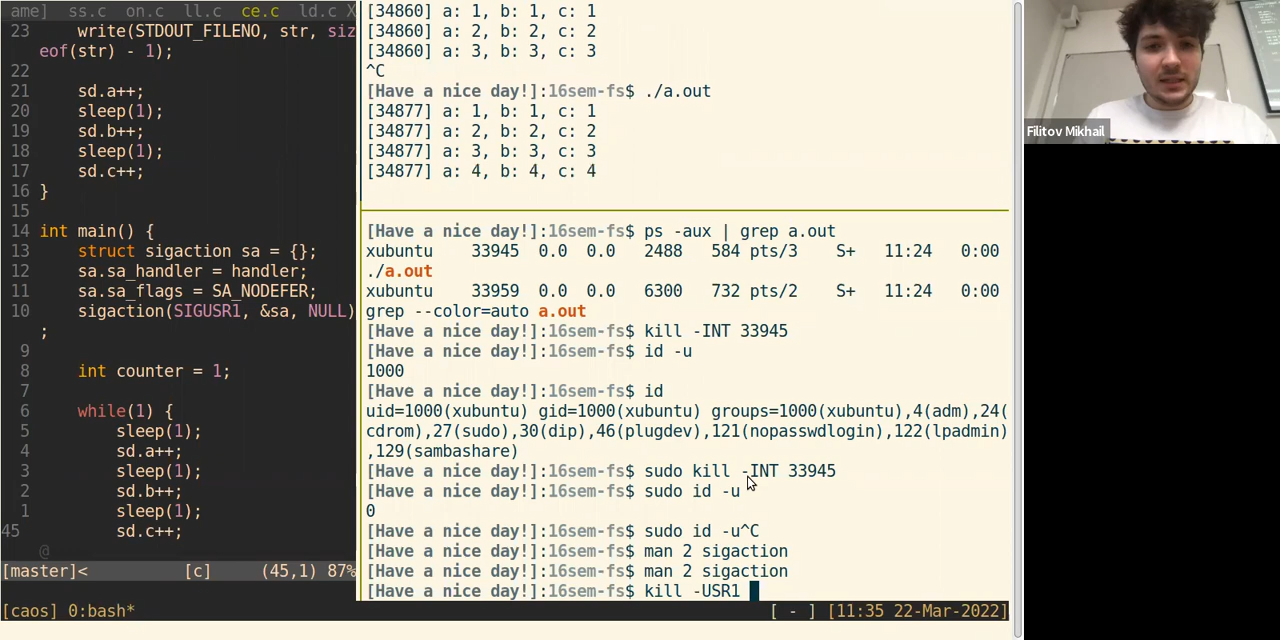 ame]  ss.c  on.c  ll.c  ce.c  ld.c X
23     write(STDOUT_FILENO, str, siz
eof(str) - 1);
22
21     sd.a++;
20     sleep(1);
19     sd.b++;
18     sleep(1);
17     sd.c++;
16 }
15
14 int main() {
13     struct sigaction sa = {};
12     sa.sa_handler = handler;
11     sa.sa_flags = SA_NODEFER;
10     sigaction(SIGUSR1, &sa, NULL)
;
9
8     int counter = 1;
7
6     while(1) {
5         sleep(1);
4         sd.a++;
3         sleep(1);
2         sd.b++;
1         sleep(1);
45         sd.c++;
@
[master]<          [c]     (45,1) 87%
[34860] a: 1, b: 1, c: 1
[34860] a: 2, b: 2, c: 2
[34860] a: 3, b: 3, c: 3
^C
[Have a nice day!]:16sem-fs$ ./a.out
[34877] a: 1, b: 1, c: 1
[34877] a: 2, b: 2, c: 2
[34877] a: 3, b: 3, c: 3
[34877] a: 4, b: 4, c: 4
[Have a nice day!]:16sem-fs$ ps -aux | grep a.out
xubuntu    33945  0.0  0.0   2488   584 pts/3    S+   11:24   0:00
./a.out
xubuntu    33959  0.0  0.0   6300   732 pts/2    S+   11:24   0:00
grep --color=auto a.out
[Have a nice day!]:16sem-fs$ kill -INT 33945
[Have a nice day!]:16sem-fs$ id -u
1000
[Have a nice day!]:16sem-fs$ id
uid=1000(xubuntu) gid=1000(xubuntu) groups=1000(xubuntu),4(adm),24(
cdrom),27(sudo),30(dip),46(plugdev),121(nopasswdlogin),122(lpadmin)
,129(sambashare)
[Have a nice day!]:16sem-fs$ sudo kill -INT 33945
[Have a nice day!]:16sem-fs$ sudo id -u
0
[Have a nice day!]:16sem-fs$ sudo id -u^C
[Have a nice day!]:16sem-fs$ man 2 sigaction
[Have a nice day!]:16sem-fs$ man 2 sigaction
[Have a nice day!]:16sem-fs$ kill -USR1
[caos] 0:bash*                    [ - ] [11:35 22-Mar-2022]
Filitov Mikhail